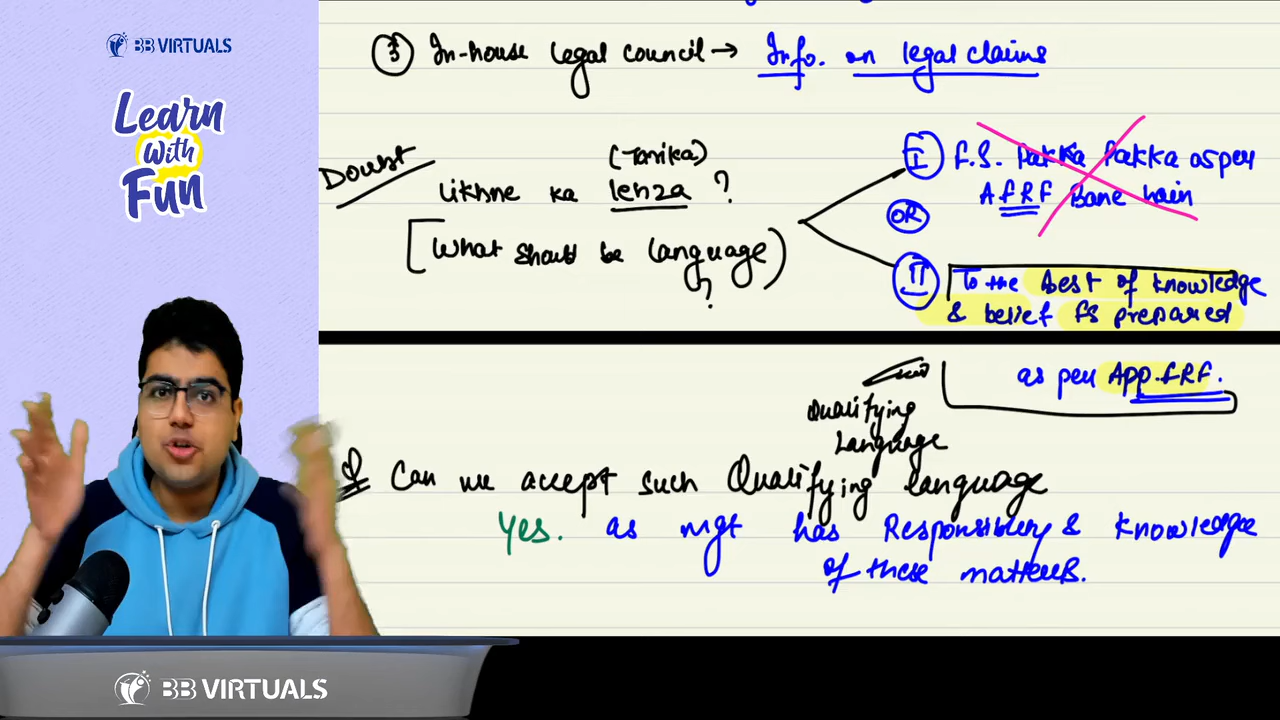 BB VIRTUALS
Learn
With
Fun
③ In-house legal council → Info. on legal claims
Doubt
(Tarika)
likhne ka lehza ?
[What should be language)
?
I F.S. Pakka Pakka as per
AFRF Bane hain
OR
II To the best of knowledge
& belief FS prepared
as per App. FRF.
Qualifying
Language
Q Can we accept such Qualifying language
Yes. as mgt has Responsibility & knowledge
of these matters.
BB VIRTUALS